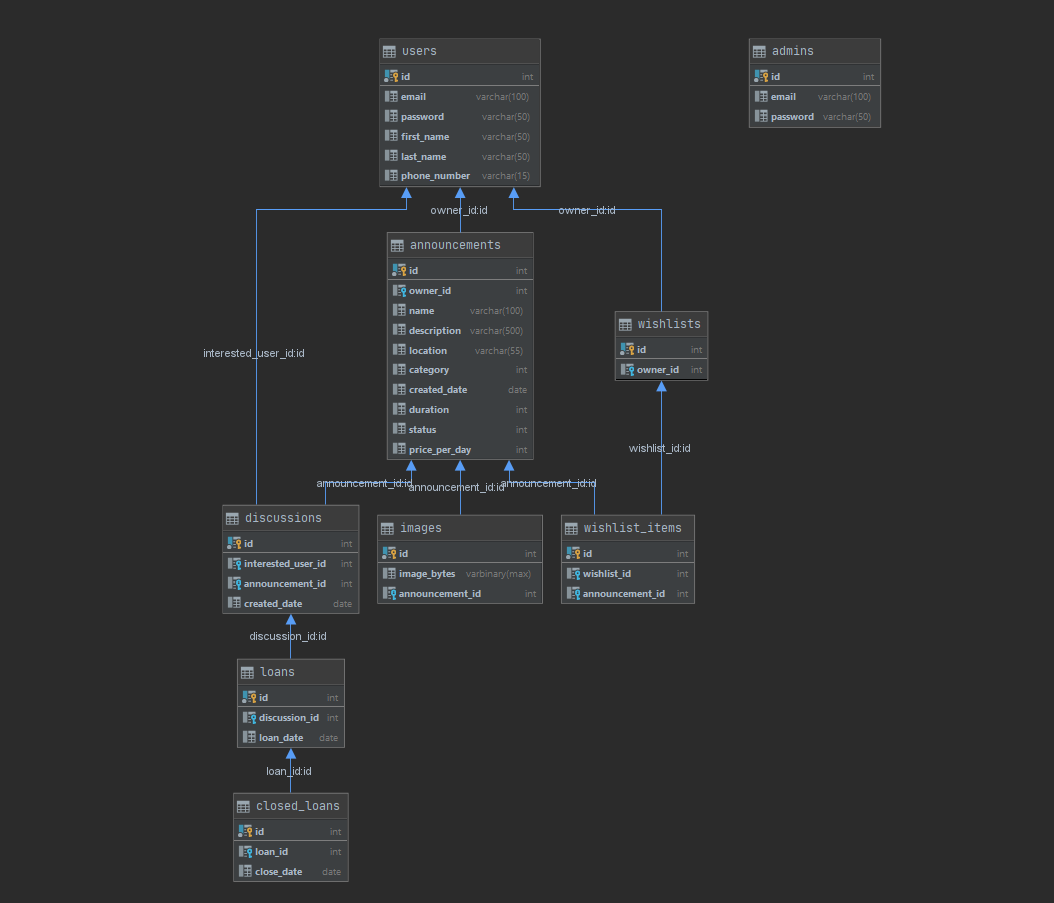 users
id int
email varchar(100)
password varchar(50)
first_name varchar(50)
last_name varchar(50)
phone_number varchar(15)
admins
id int
email varchar(100)
password varchar(50)
owner_id:id
owner_id:id
announcements
id int
owner_id int
name varchar(100)
description varchar(500)
location varchar(55)
category int
created_date date
duration int
status int
price_per_day int
wishlists
id int
owner_id int
interested_user_id:id
wishlist_id:id
announcement_id:id
announcement_id:id
announcement_id:id
discussions
id int
interested_user_id int
announcement_id int
created_date date
images
id int
image_bytes varbinary(max)
announcement_id int
wishlist_items
id int
wishlist_id int
announcement_id int
discussion_id:id
loans
id int
discussion_id int
loan_date date
loan_id:id
closed_loans
id int
loan_id int
close_date date